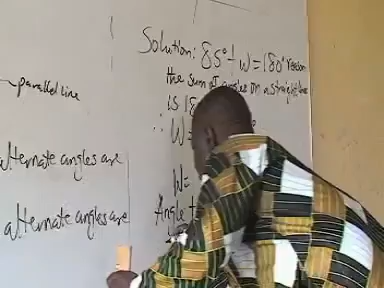 parallel line
alternate angles are
alternate angles are
Solution: 85° + w = 180° reason
the sum of angles on a straight line
is 18
∴ W =
W =
Angle t